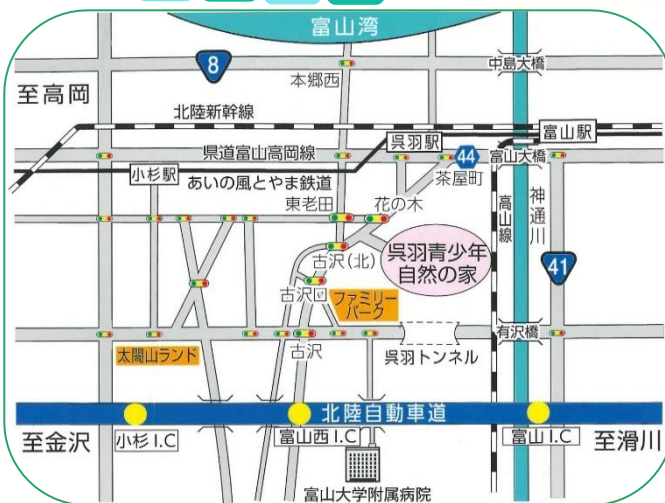 富山湾
8
中島大橋
本郷西
至高岡
北陸新幹線
呉羽駅
富山駅
県道富山高岡線
44
富山大橋
小杉駅
茶屋町
あいの風とやま鉄道
東老田
花の木
高山線
神通川
古沢(北)
呉羽青少年
自然の家
41
古沢
ファミリー
パーク
有沢橋
太閤山ランド
古沢
呉羽トンネル
北陸自動車道
至金沢
小杉 I.C
富山西 I.C
富山 I.C
至滑川
富山大学附属病院